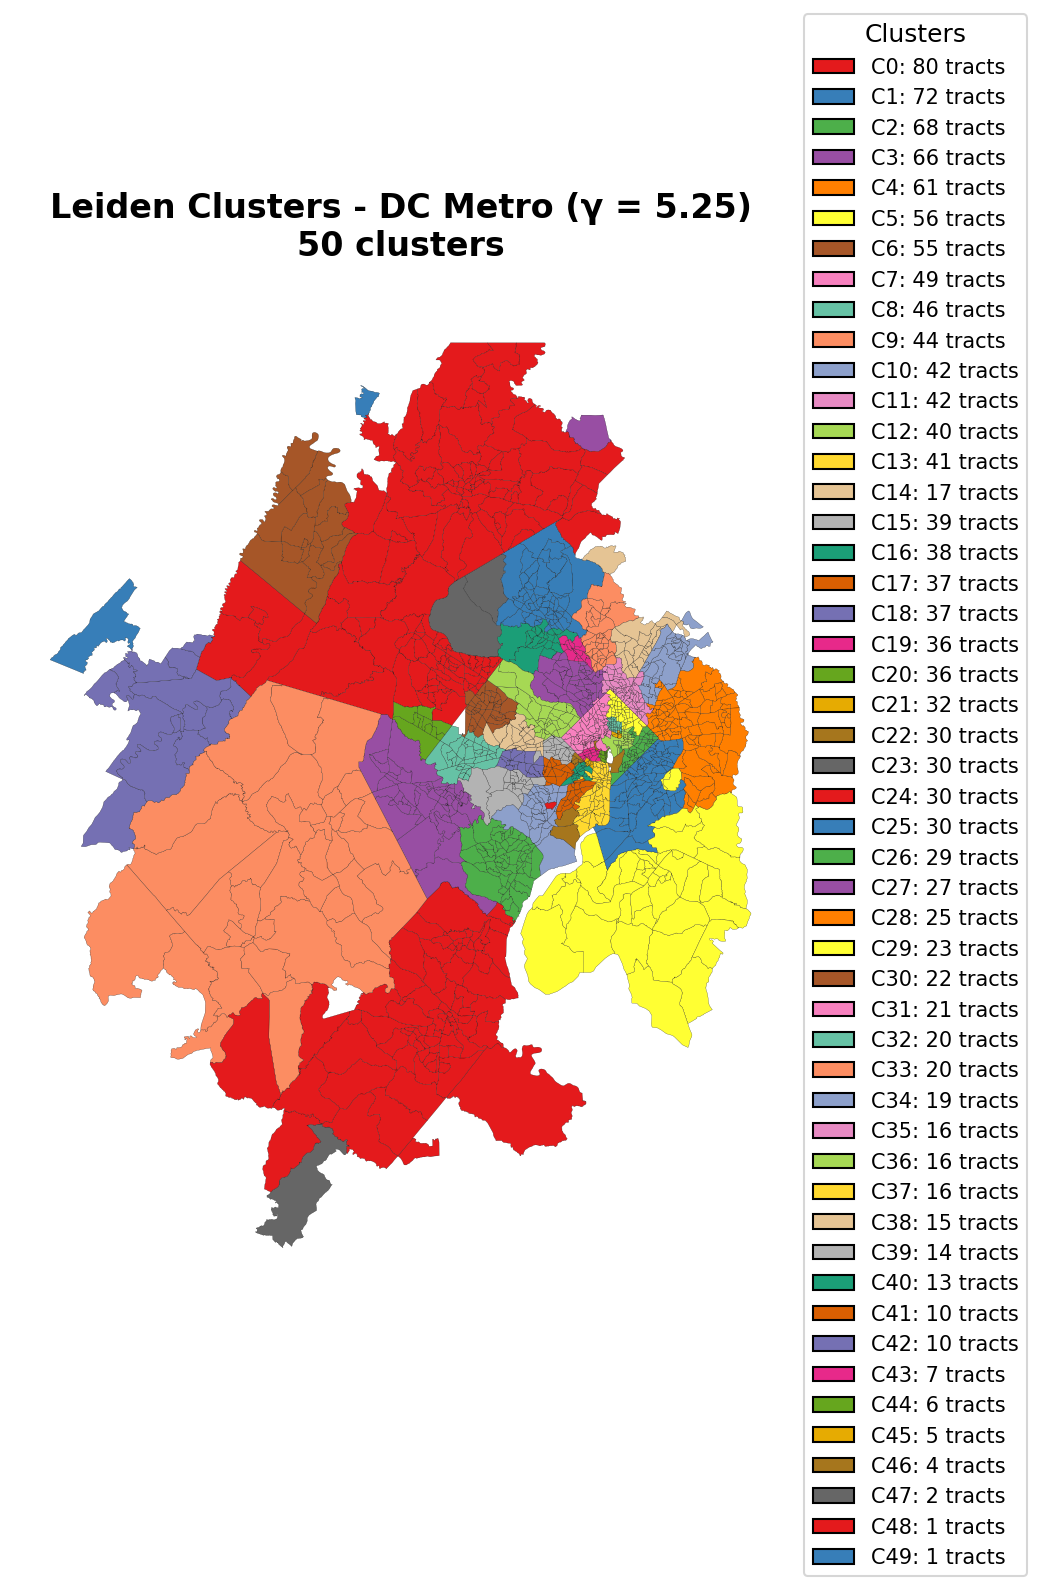 Leiden Clusters - DC Metro (γ = 5.25)
50 clusters
Clusters
C0: 80 tracts
C1: 72 tracts
C2: 68 tracts
C3: 66 tracts
C4: 61 tracts
C5: 56 tracts
C6: 55 tracts
C7: 49 tracts
C8: 46 tracts
C9: 44 tracts
C10: 42 tracts
C11: 42 tracts
C12: 40 tracts
C13: 41 tracts
C14: 17 tracts
C15: 39 tracts
C16: 38 tracts
C17: 37 tracts
C18: 37 tracts
C19: 36 tracts
C20: 36 tracts
C21: 32 tracts
C22: 30 tracts
C23: 30 tracts
C24: 30 tracts
C25: 30 tracts
C26: 29 tracts
C27: 27 tracts
C28: 25 tracts
C29: 23 tracts
C30: 22 tracts
C31: 21 tracts
C32: 20 tracts
C33: 20 tracts
C34: 19 tracts
C35: 16 tracts
C36: 16 tracts
C37: 16 tracts
C38: 15 tracts
C39: 14 tracts
C40: 13 tracts
C41: 10 tracts
C42: 10 tracts
C43: 7 tracts
C44: 6 tracts
C45: 5 tracts
C46: 4 tracts
C47: 2 tracts
C48: 1 tracts
C49: 1 tracts